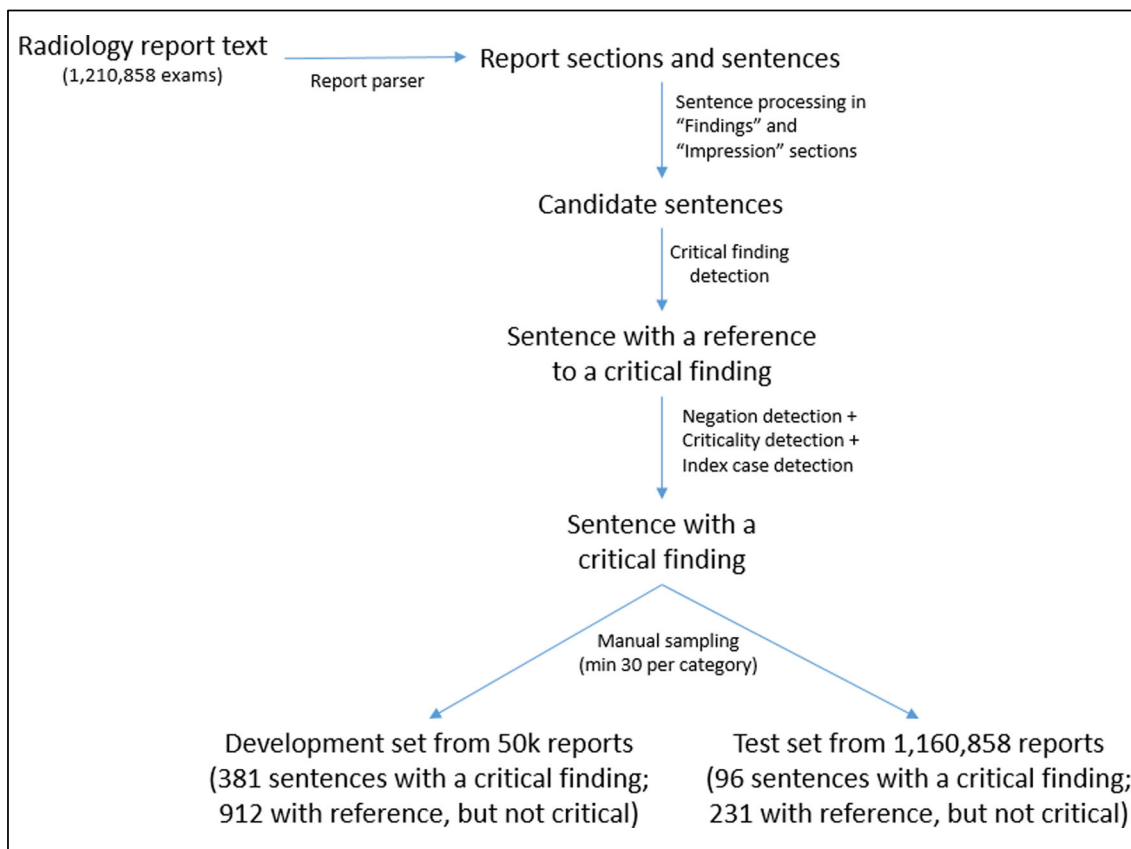 Radiology report text
(1,210,858 exams)
Report parser
Report sections and sentences
Sentence processing in
“Findings” and
“Impression” sections
Candidate sentences
Critical finding
detection
Sentence with a reference
to a critical finding
Negation detection +
Criticality detection +
Index case detection
Sentence with a
critical finding
Manual sampling
(min 30 per category)
Development set from 50k reports
(381 sentences with a critical finding;
912 with reference, but not critical)
Test set from 1,160,858 reports
(96 sentences with a critical finding;
231 with reference, but not critical)